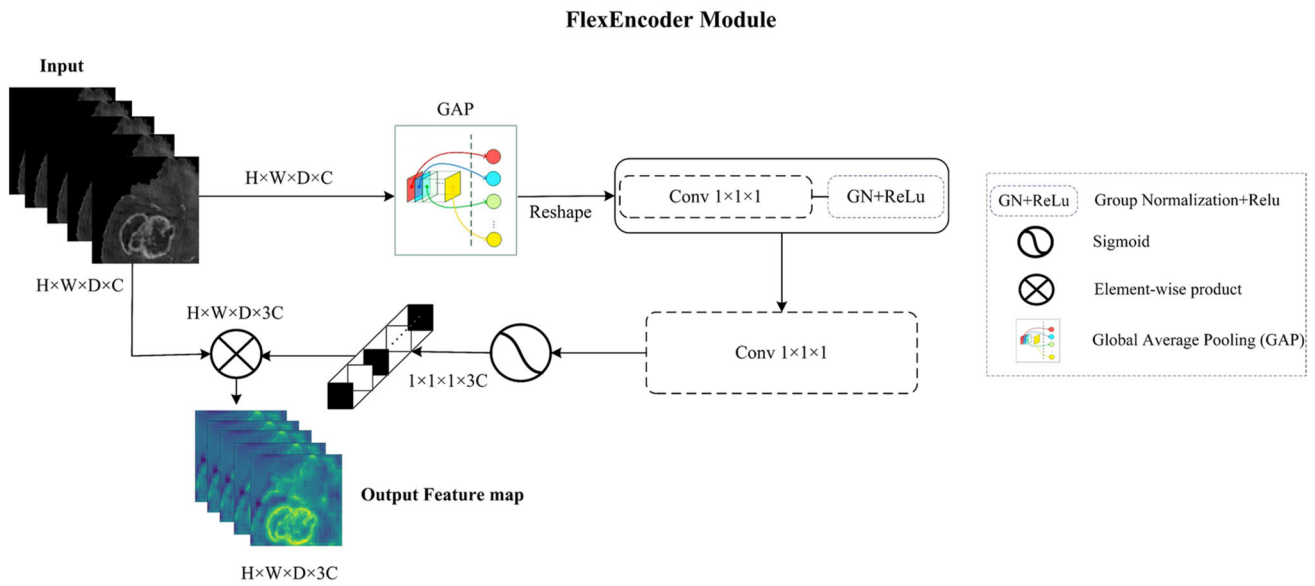 FlexEncoder Module
Input
GAP
H×W×D×C
Reshape
Conv 1×1×1
GN+ReLU
GN+ReLu
Group Normalization+Relu
Sigmoid
Element-wise product
Global Average Pooling (GAP)
H×W×D×C
H×W×D×3C
1×1×1×3C
Conv 1×1×1
Output Feature map
H×W×D×3C